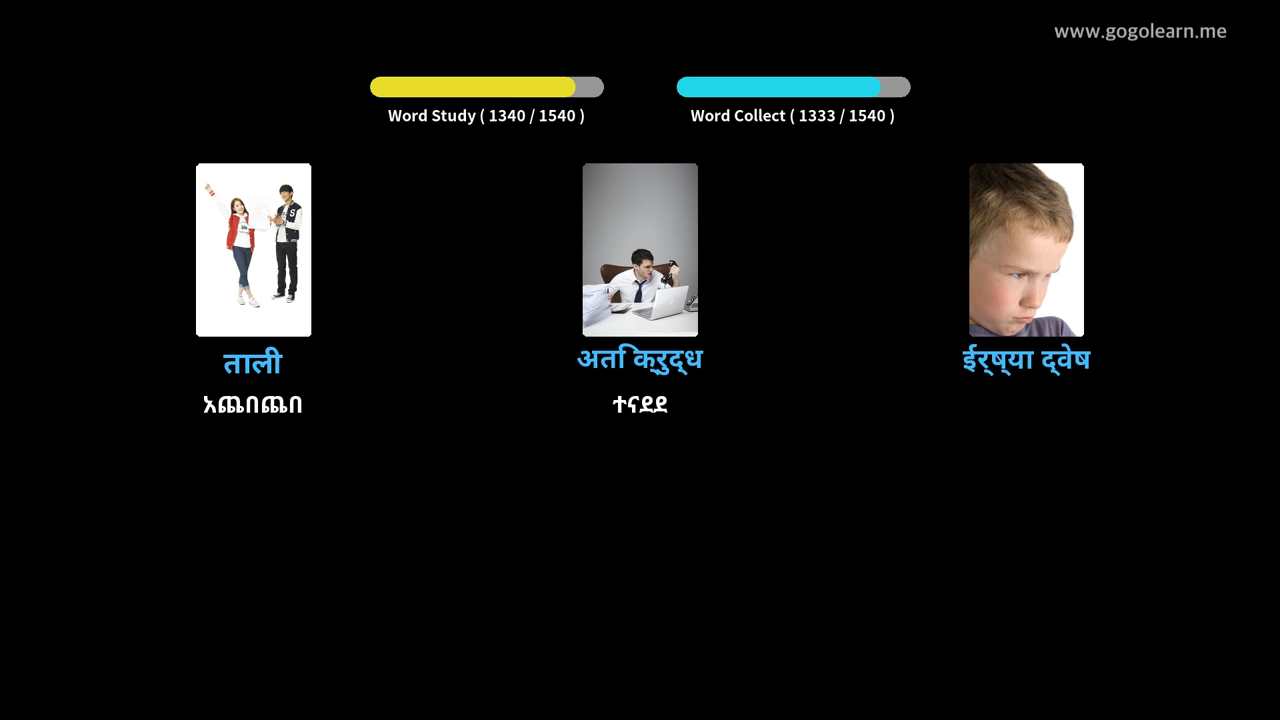 www.gogolearn.me
Word Study ( 1340 / 1540 )
Word Collect ( 1333 / 1540 )
ताली
अति क्रुद्ध
ईर्ष्या द्वेष
አጨበጨበ
ተናደደ